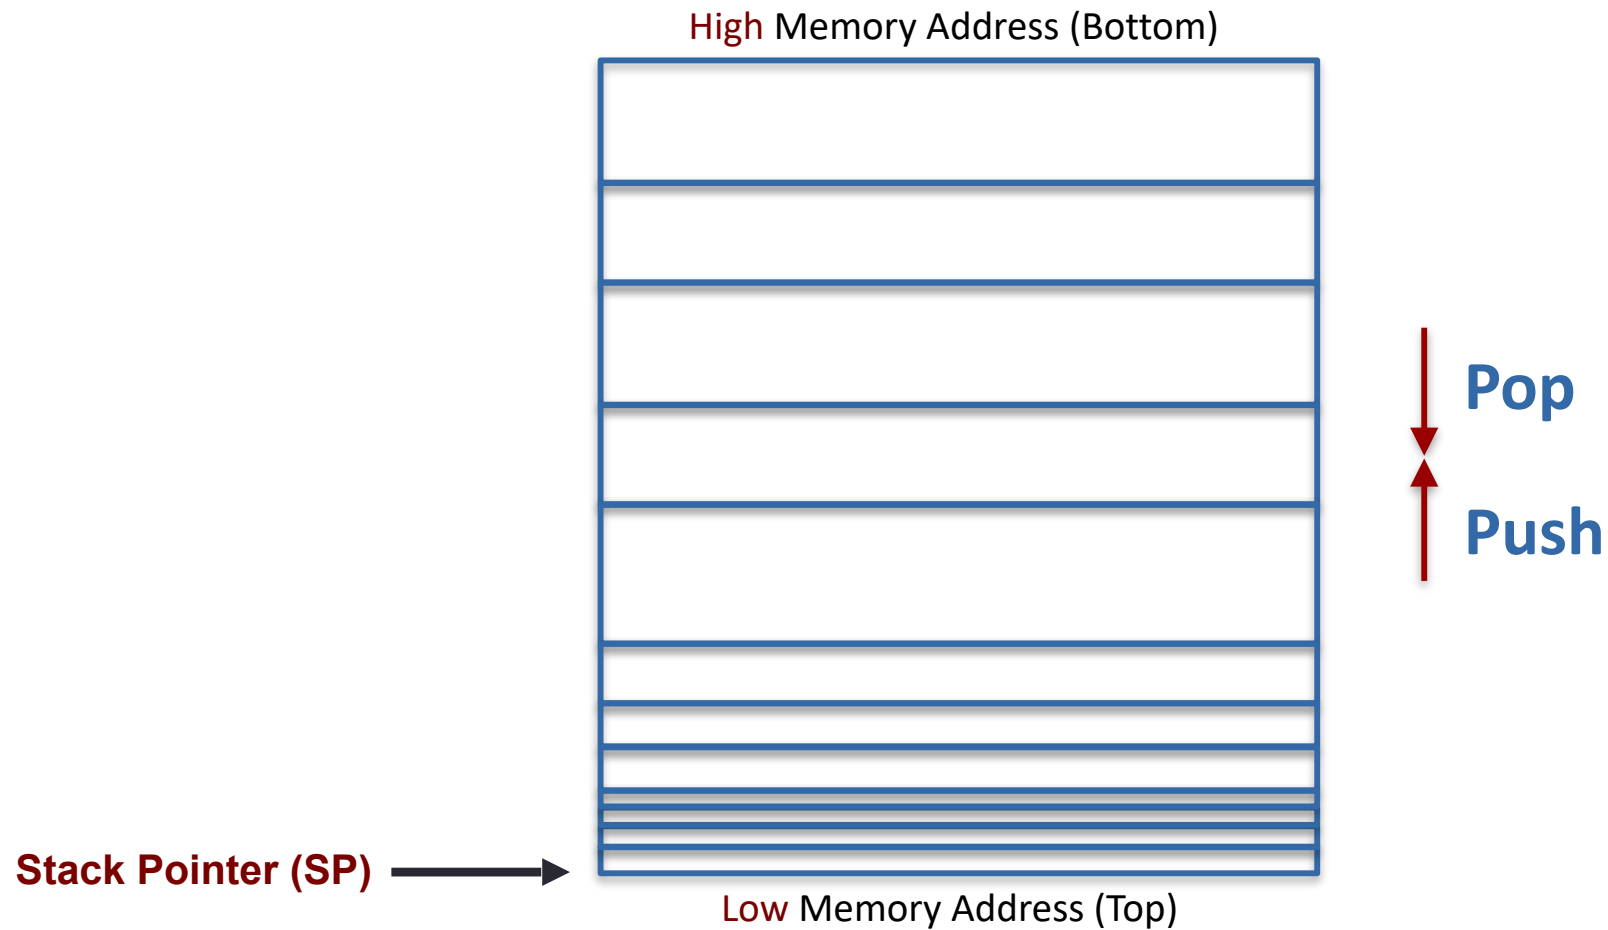 High Memory Address (Bottom)
Pop
Push
Stack Pointer (SP)
Low Memory Address (Top)